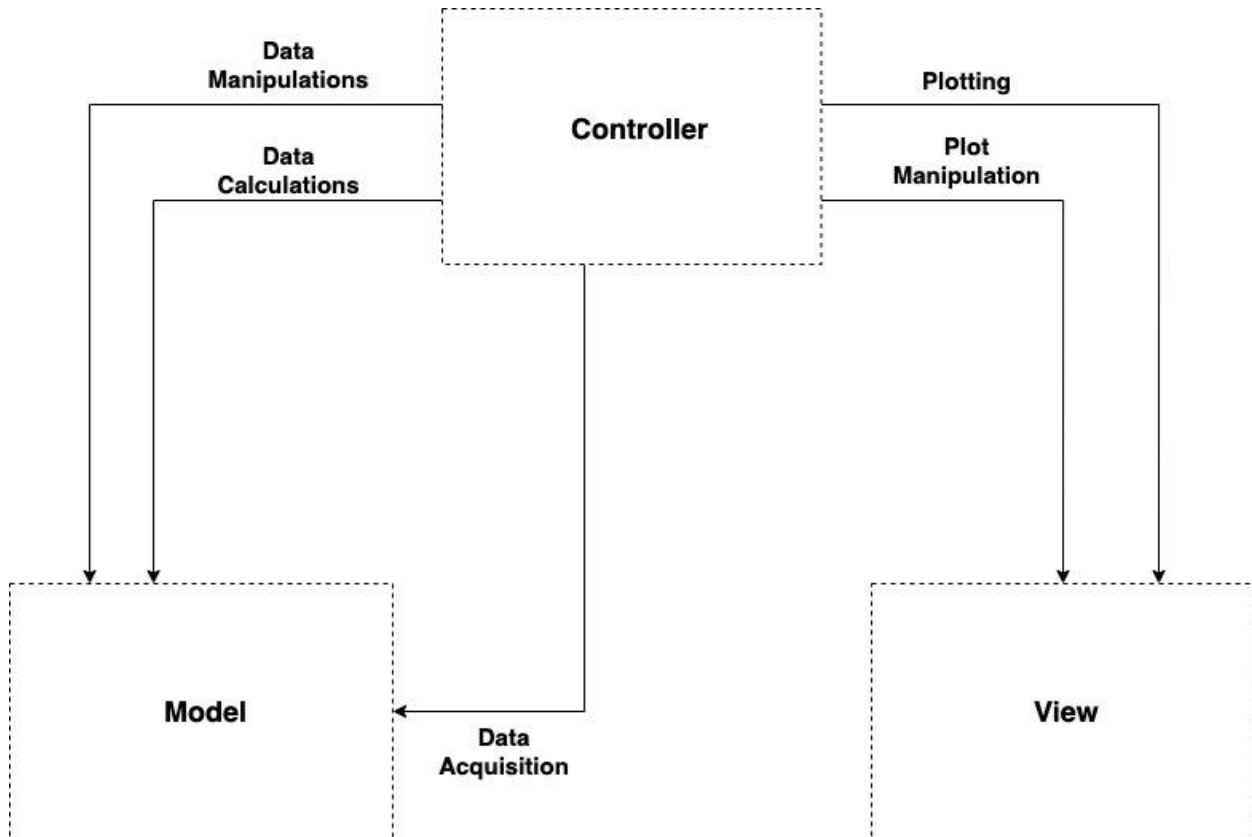 Data
Manipulations
Plotting
Controller
Data
Calculations
Plot
Manipulation
Model
View
Data
Acquisition